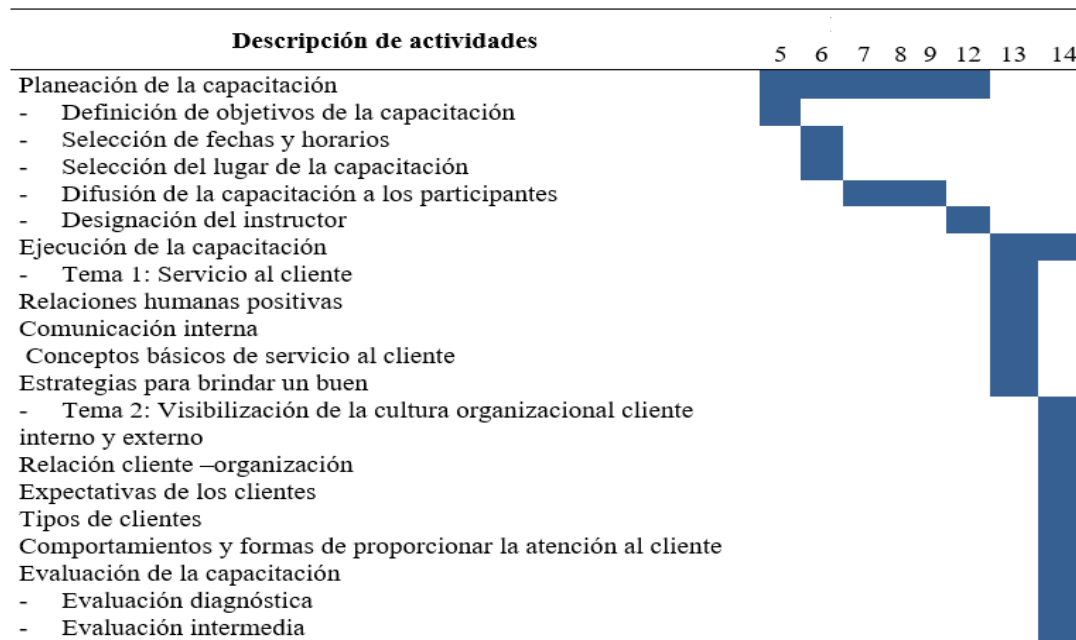 Descripción de actividades
5 6 7 8 9 12 13 14
Planeación de la capacitación
- Definición de objetivos de la capacitación
- Selección de fechas y horarios
- Selección del lugar de la capacitación
- Difusión de la capacitación a los participantes
- Designación del instructor
Ejecución de la capacitación
- Tema 1: Servicio al cliente
Relaciones humanas positivas
Comunicación interna
Conceptos básicos de servicio al cliente
Estrategias para brindar un buen
- Tema 2: Visibilización de la cultura organizacional cliente
interno y externo
Relación cliente –organización
Expectativas de los clientes
Tipos de clientes
Comportamientos y formas de proporcionar la atención al cliente
Evaluación de la capacitación
- Evaluación diagnóstica
- Evaluación intermedia